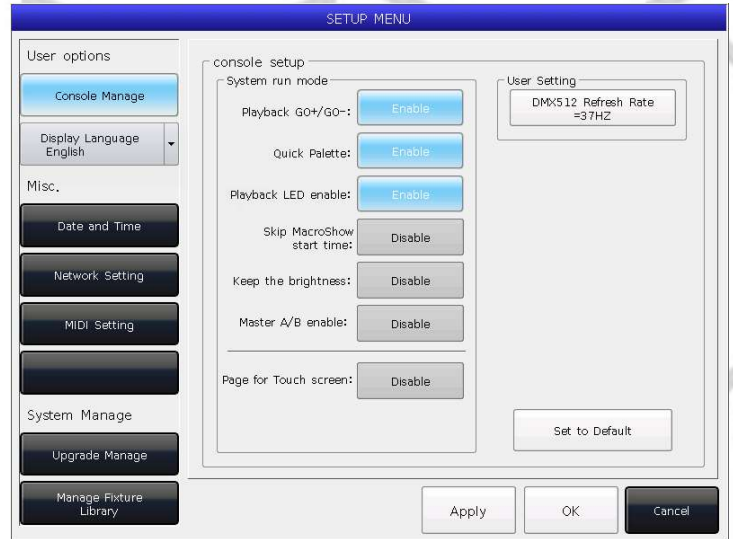 SETUP MENU
User options
Console Manage
Display Language
English
Misc.
Date and Time
Network Setting
MIDI Setting
System Manage
Upgrade Manage
Manage Fixture
Library
console setup
System run mode
Playback GO+/GO-: Enable
Quick Palette: Enable
Playback LED enable: Enable
Skip MacroShow
start time: Disable
Keep the brightness: Disable
Master A/B enable: Disable
Page for Touch screen: Disable
User Setting
DMX512 Refresh Rate
=37HZ
Set to Default
Apply OK Cancel